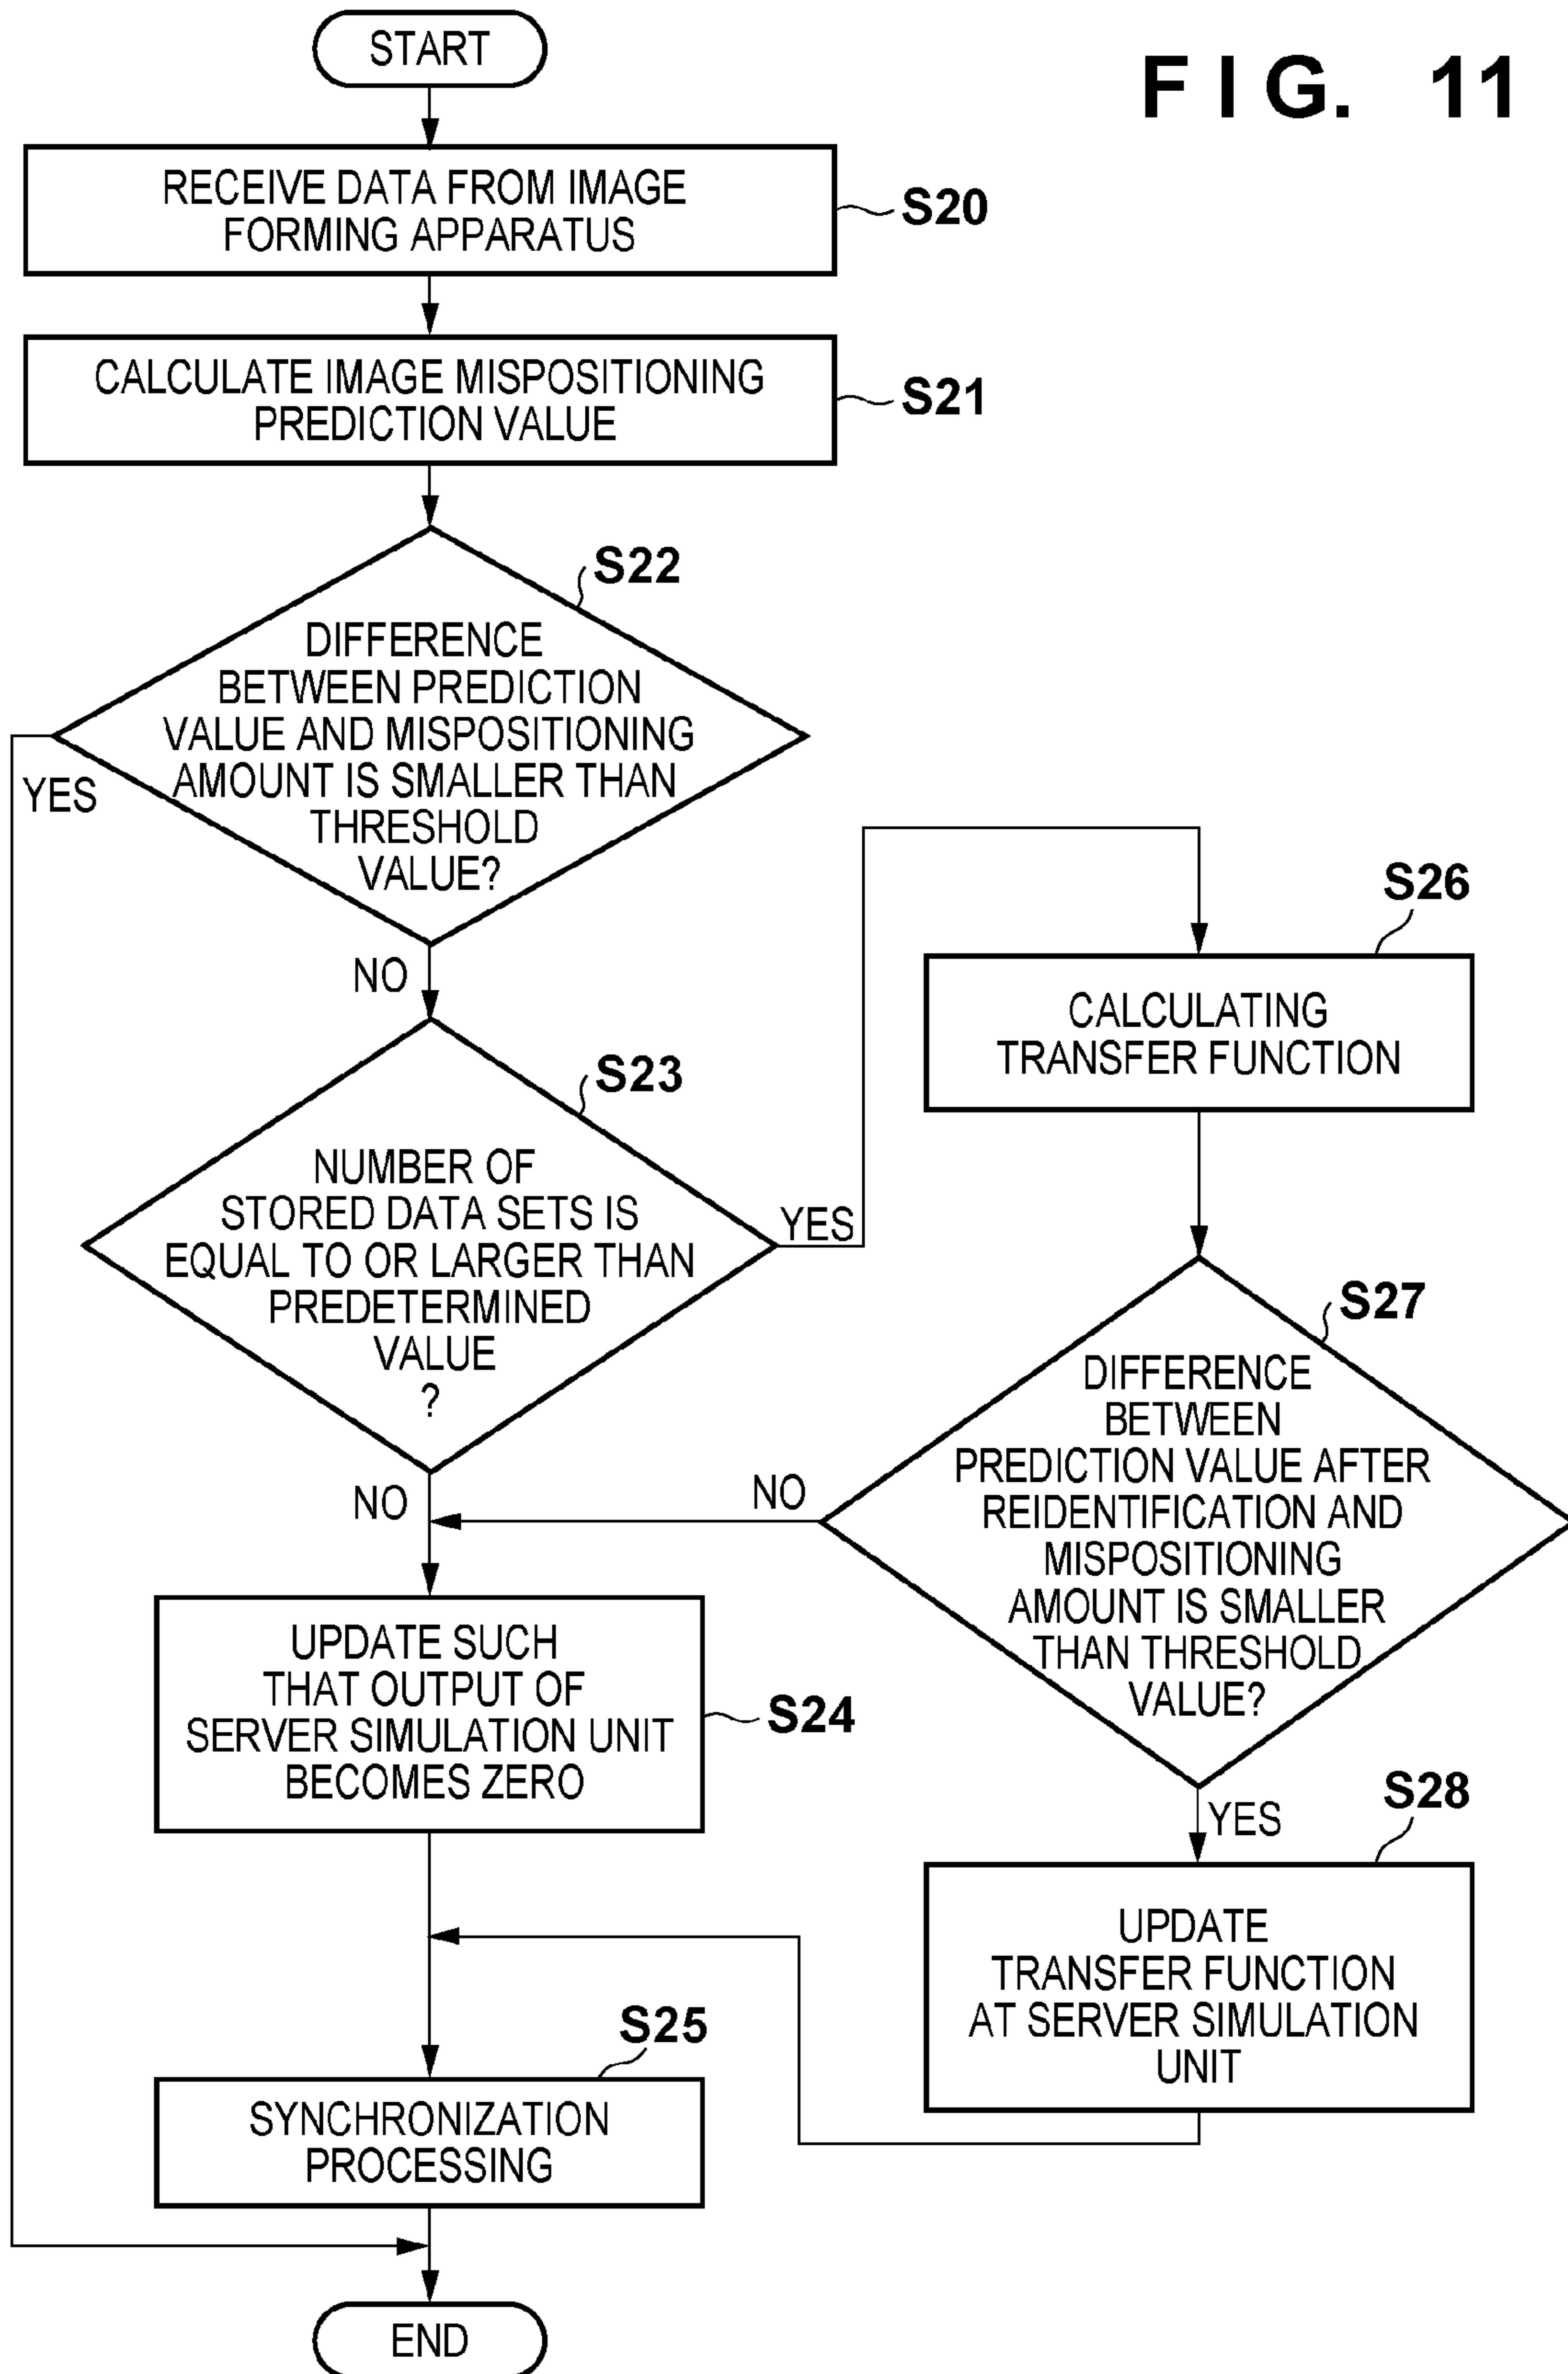 FIG. 11
START
RECEIVE DATA FROM IMAGE
FORMING APPARATUS
S20
CALCULATE IMAGE MISPOSITIONING
PREDICTION VALUE
S21
S22
DIFFERENCE
BETWEEN PREDICTION
VALUE AND MISPOSITIONING
AMOUNT IS SMALLER THAN
THRESHOLD
VALUE?
YES
NO
S23
NUMBER OF
STORED DATA SETS IS
EQUAL TO OR LARGER THAN
PREDETERMINED
VALUE
?
YES
NO
S26
CALCULATING
TRANSFER FUNCTION
S27
DIFFERENCE
BETWEEN
PREDICTION VALUE AFTER
REIDENTIFICATION AND
MISPOSITIONING
AMOUNT IS SMALLER
THAN THRESHOLD
VALUE?
NO
YES
UPDATE SUCH
THAT OUTPUT OF
SERVER SIMULATION UNIT
BECOMES ZERO
S24
S28
UPDATE
TRANSFER FUNCTION
AT SERVER SIMULATION
UNIT
S25
SYNCHRONIZATION
PROCESSING
END